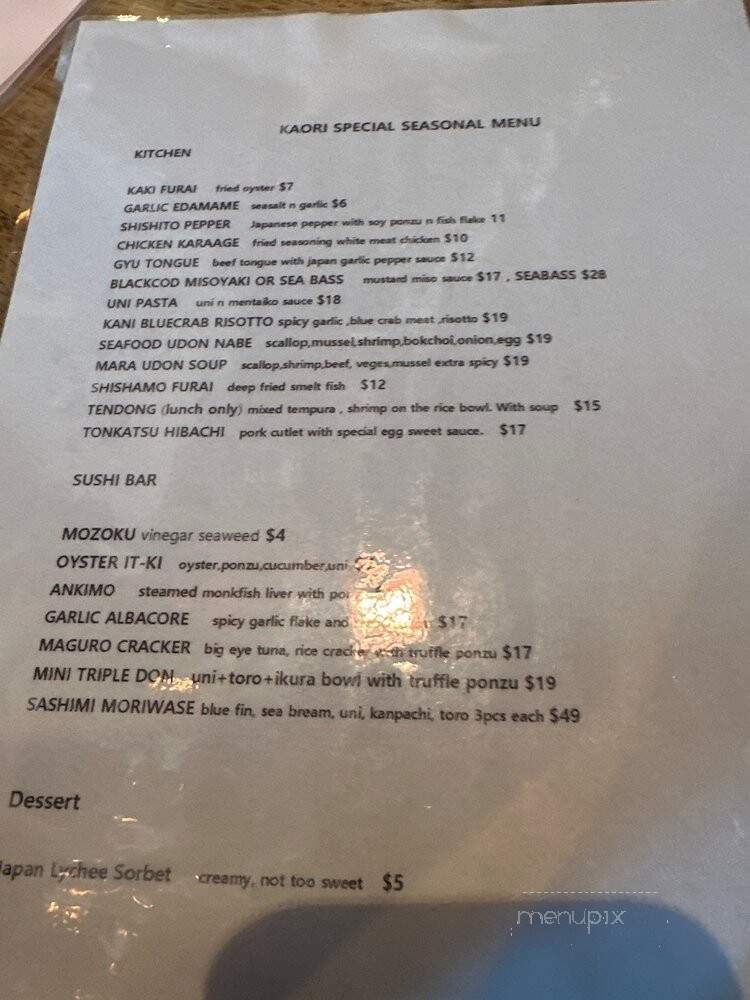 KAORI SPECIAL SEASONAL MENU
KITCHEN
KAKI FURAI fried oyster $7
GARLIC EDAMAME seasalt n garlic $6
SHISHITO PEPPER Japanese pepper with soy ponzu n fish flake 11
CHICKEN KARAAGE fried seasoning white meat chicken $10
GYU TONGUE beef tongue with japan garlic pepper sauce $12
BLACKCOD MISOYAKI OR SEA BASS mustard miso sauce $17 , SEABASS $28
UNI PASTA uni n mentaiko sauce $18
KANI BLUECRAB RISOTTO spicy garlic ,blue crab meat ,risotto $19
SEAFOOD UDON NABE scallop,mussel,shrimp,bokchoi,onion,egg $19
MARA UDON SOUP scallop,shrimp,beef, veges,mussel extra spicy $19
SHISHAMO FURAI deep fried smelt fish $12
TENDONG (lunch only) mixed tempura , shrimp on the rice bowl. With soup $15
TONKATSU HIBACHI pork cutlet with special egg sweet sauce. $17
SUSHI BAR
MOZOKU vinegar seaweed $4
OYSTER IT-KI oyster,ponzu,cucumber,uni
ANKIMO steamed monkfish liver with
GARLIC ALBACORE spicy garlic flake and $17
MAGURO CRACKER big eye tuna, rice cracker with truffle ponzu $17
MINI TRIPLE DON uni+toro+ikura bowl with truffle ponzu $19
SASHIMI MORIWASE blue fin, sea bream, uni, kanpachi, toro 3pcs each $49
Dessert
Japan Lychee Sorbet creamy, not too sweet $5
menupix